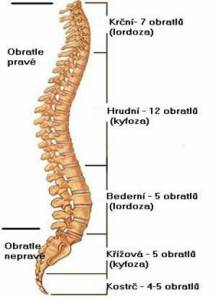 Krční- 7 obratlů
(lordoza)
Obratle
pravé
Hrudní - 12 obratlů
(kyfoza)
Bederní - 5 obratlů
(lordoza)
Obratle
nepravé
Křížová - 5 obratlů
(kyfoza)
Kostrč - 4-5 obratlů